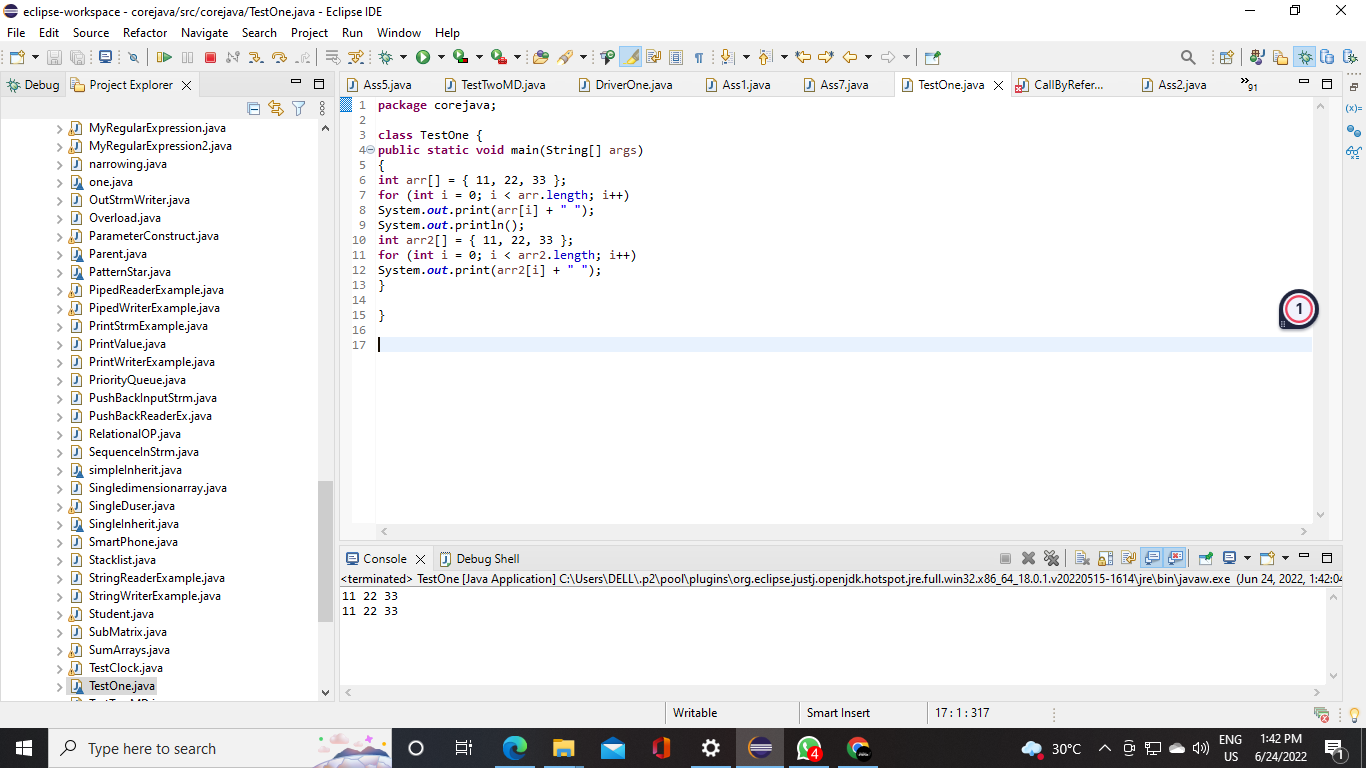 eclipse-workspace - corejava/src/corejava/TestOne.java - Eclipse IDE
File Edit Source Refactor Navigate Search Project Run Window Help
Debug Project Explorer
Ass5.java TestTwoMD.java DriverOne.java Ass1.java Ass7.java TestOne.java CallByRefer... Ass2.java »91
MyRegularExpression.java
MyRegularExpression2.java
narrowing.java
one.java
OutStrmWriter.java
Overload.java
ParameterConstruct.java
Parent.java
PatternStar.java
PipedReaderExample.java
PipedWriterExample.java
PrintStrmExample.java
PrintValue.java
PrintWriterExample.java
PriorityQueue.java
PushBackInputStrm.java
PushBackReaderEx.java
RelationalOP.java
SequenceInStrm.java
simpleInherit.java
Singledimensionarray.java
SingleDuser.java
SingleInherit.java
SmartPhone.java
Stacklist.java
StringReaderExample.java
StringWriterExample.java
Student.java
SubMatrix.java
SumArrays.java
TestClock.java
TestOne.java
1 package corejava;
2
3 class TestOne {
4 public static void main(String[] args)
5 {
6 int arr[] = { 11, 22, 33 };
7 for (int i = 0; i < arr.length; i++)
8 System.out.print(arr[i] + " ");
9 System.out.println();
10 int arr2[] = { 11, 22, 33 };
11 for (int i = 0; i < arr2.length; i++)
12 System.out.print(arr2[i] + " ");
13 }
14
15 }
16
17
1
Console Debug Shell
<terminated> TestOne [Java Application] C:\Users\DELL\.p2\pool\plugins\org.eclipse.justj.openjdk.hotspot.jre.full.win32.x86_64_18.0.1.v20220515-1614\jre\bin\javaw.exe (Jun 24, 2022, 1:42:04
11 22 33
11 22 33
Writable Smart Insert 17 : 1 : 317
Type here to search
4
30°C
ENG
US
1:42 PM
6/24/2022
1